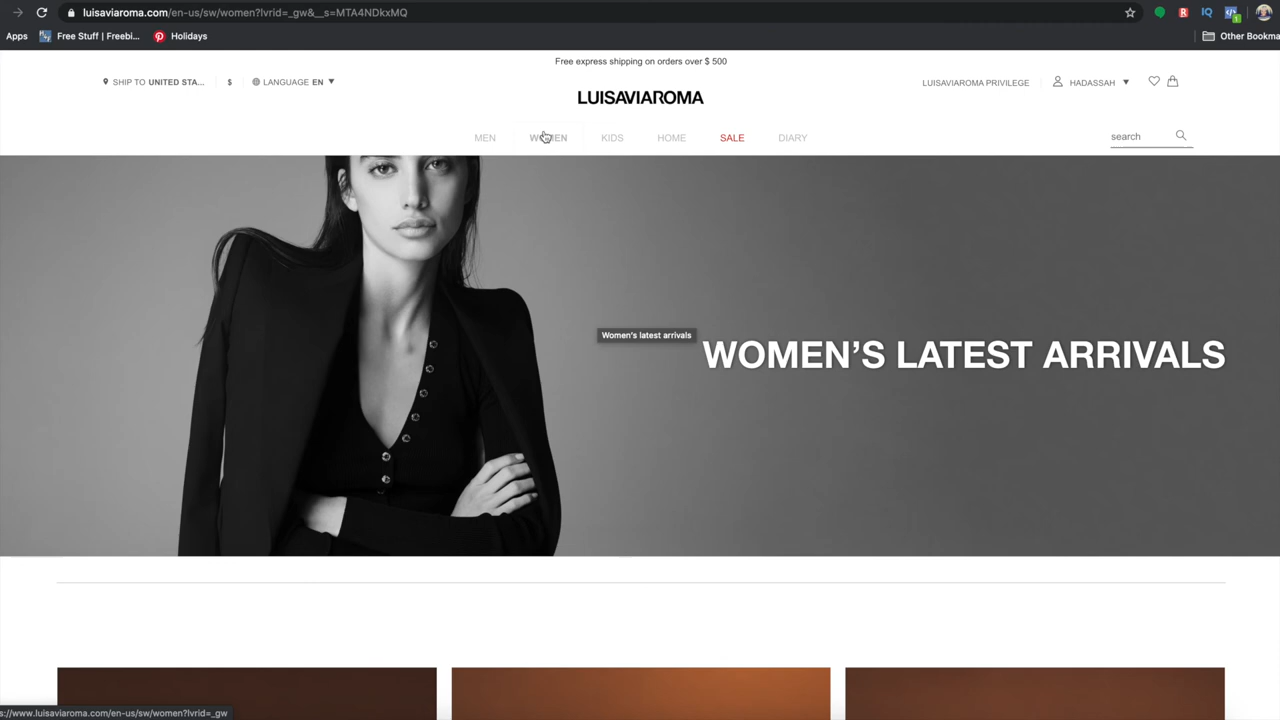 luisaviaroma.com/en-us/sw/women?lvrid=_gw&__s=MTA4NDkxMQ
Apps
Free Stuff | Freebi...
Holidays
Other Bookma
Free express shipping on orders over $ 500
SHIP TO UNITED STA...
$
LANGUAGE EN
LUISAVIAROMA
LUISAVIAROMA PRIVILEGE
HADASSAH
MEN
WOMEN
KIDS
HOME
SALE
DIARY
search
Women's latest arrivals
WOMEN'S LATEST ARRIVALS
s://www.luisaviaroma.com/en-us/sw/women?lvrid=_gw